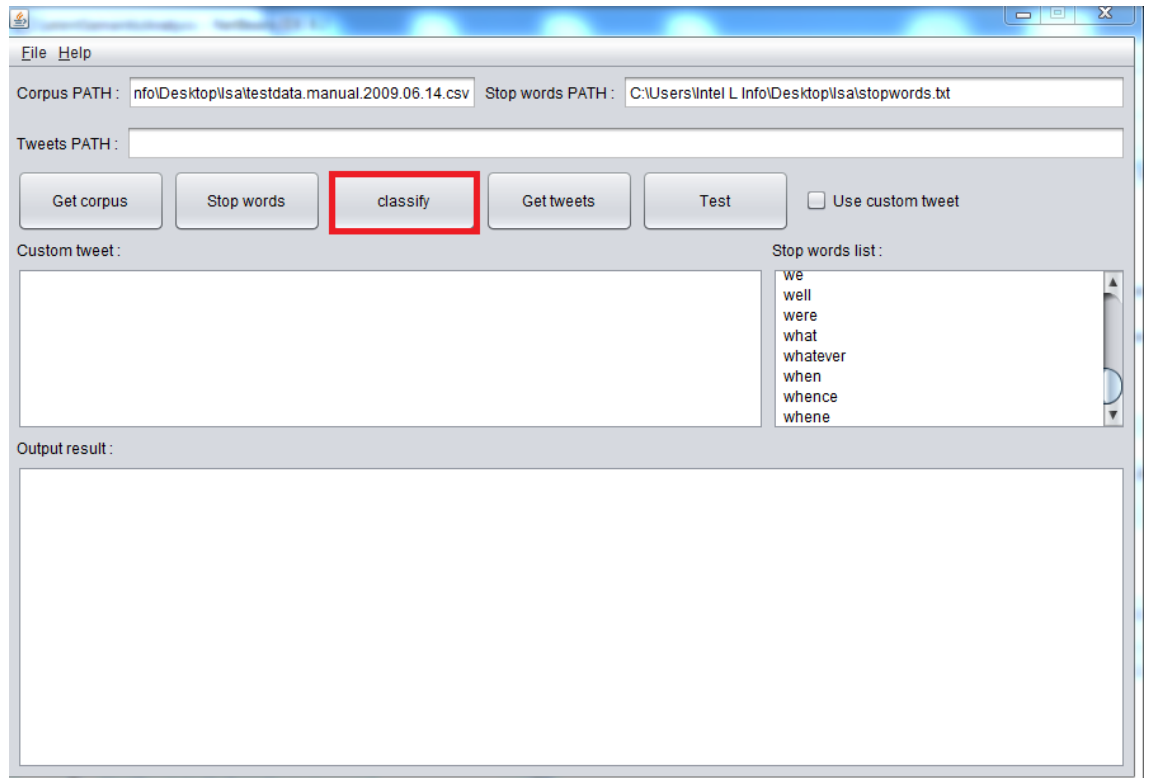 File Help
Corpus PATH : nfo\Desktop\lsa\testdata.manual.2009.06.14.csv Stop words PATH : C:\Users\Intel L Info\Desktop\lsa\stopwords.txt
Tweets PATH :
Get corpus Stop words classify Get tweets Test Use custom tweet
Custom tweet : Stop words list :
we
well
were
what
whatever
when
whence
whene
Output result :